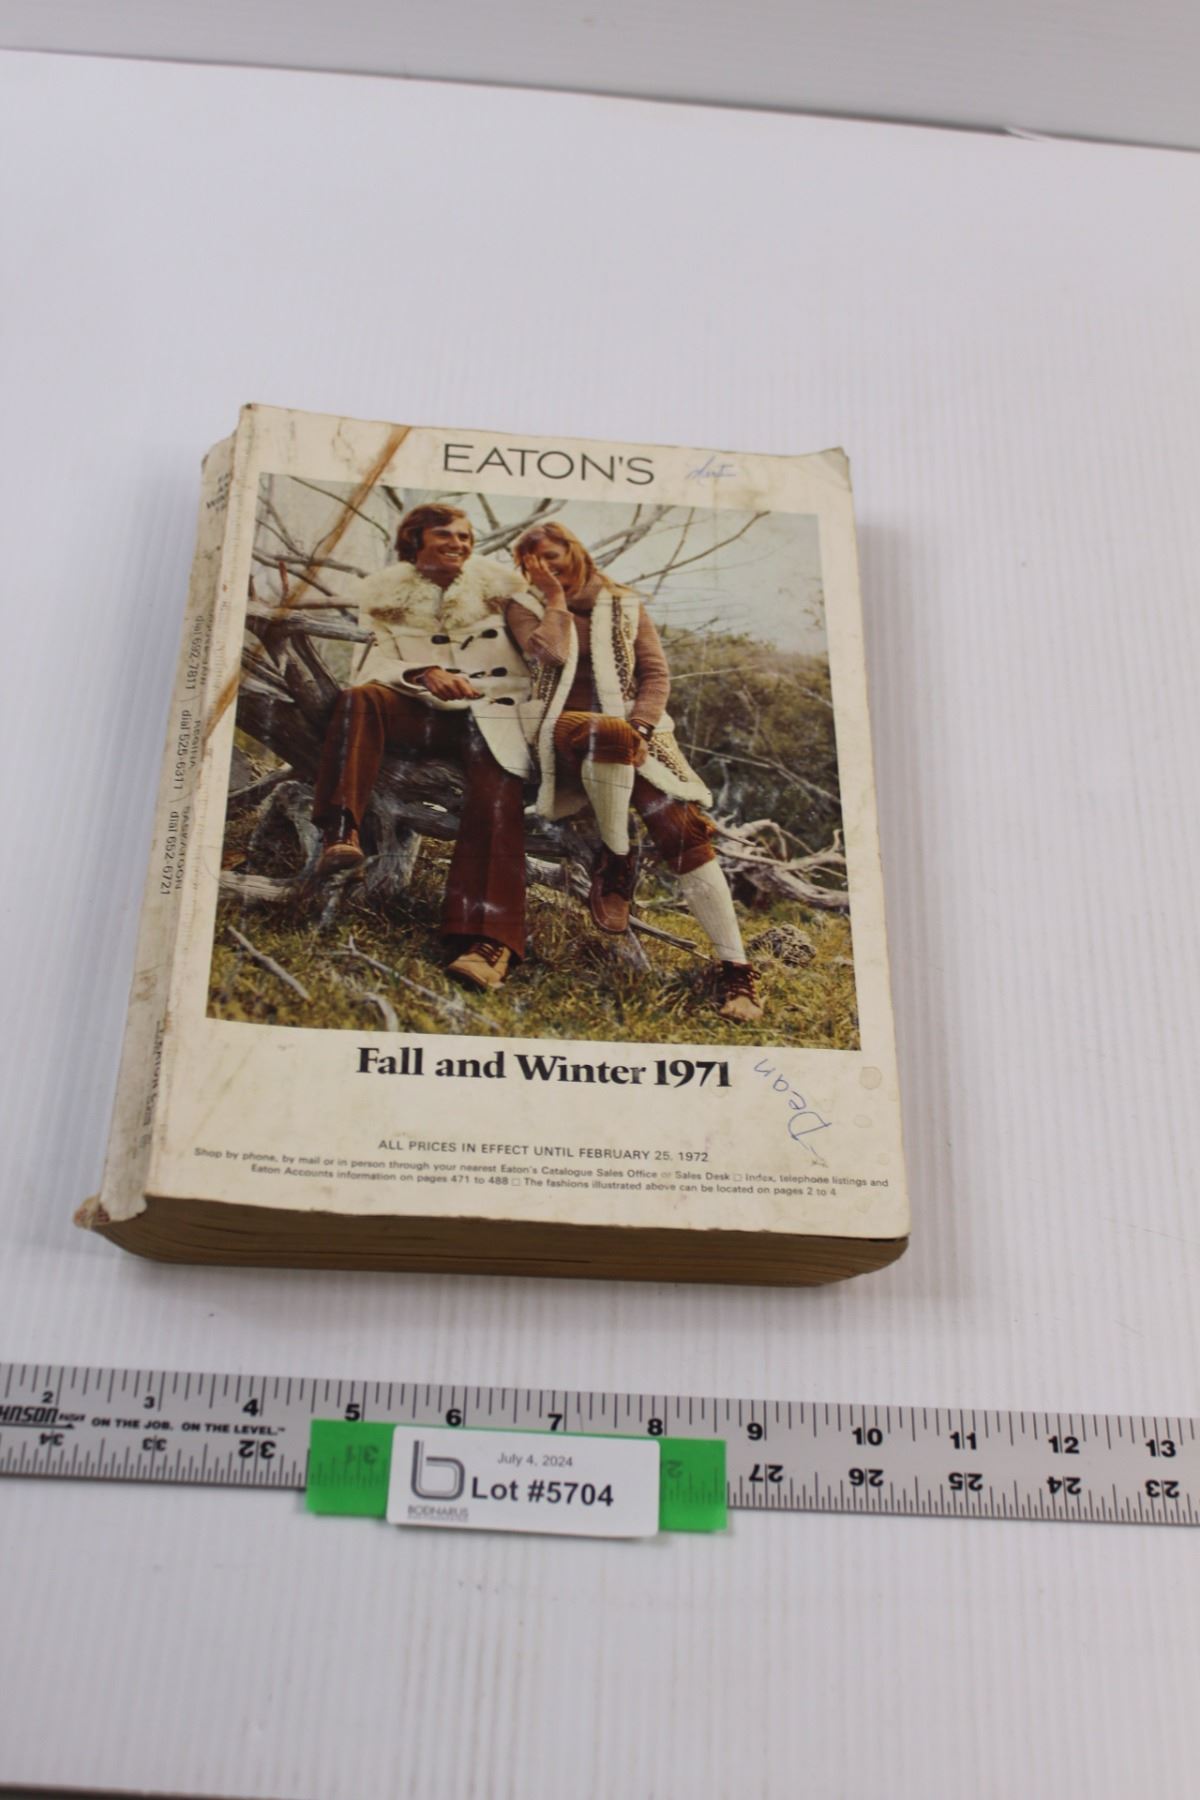 EATON'S
Fall and Winter 1971
Dean
ALL PRICES IN EFFECT UNTIL FEBRUARY 25, 1972
Shop by phone, by mail or in person through your nearest Eaton's Catalogue Sales Office or Sales Desk □ Index, telephone listings and
Eaton Accounts information on pages 471 to 488 □ The fashions illustrated above can be located on pages 2 to 4
dial 692-7811
REGINA
dial 525-6311
SASKATOON
dial 652-6721
2 3 4 5 6 7 8 9 10 11 12 13
ON THE JOB. ON THE LEVEL.™
34 33 32 31 27 26 25 24 23
July 4, 2024
Lot #5704
BODNARUS